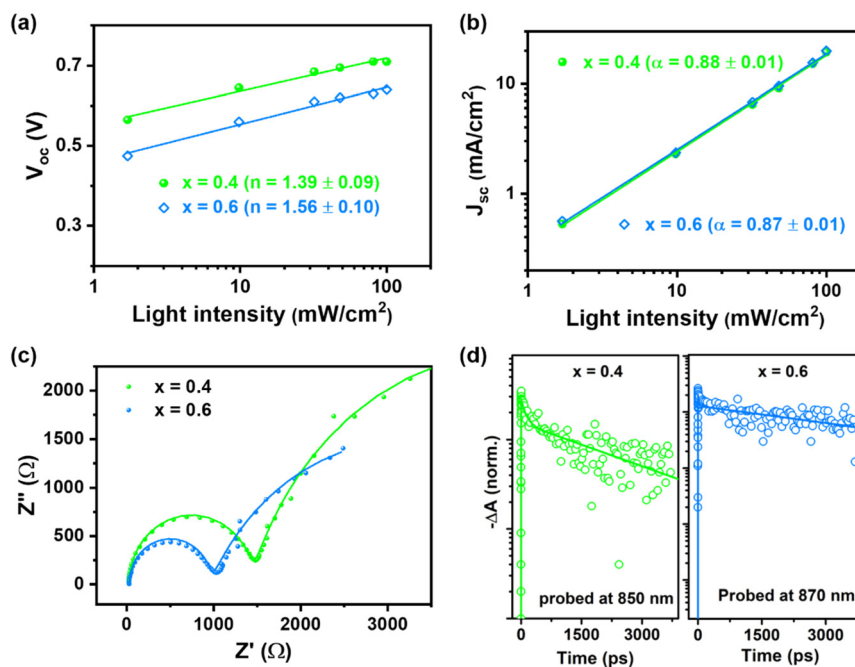 (a)
0.7
0.5
0.3
V_oc (V)
x = 0.4 (n = 1.39 ± 0.09)
x = 0.6 (n = 1.56 ± 0.10)
1
10
100
Light intensity (mW/cm²)
(b)
10
1
J_sc (mA/cm²)
x = 0.4 (α = 0.88 ± 0.01)
x = 0.6 (α = 0.87 ± 0.01)
1
10
100
Light intensity (mW/cm²)
(c)
2000
1500
1000
500
0
Z'' (Ω)
x = 0.4
x = 0.6
0
1000
2000
3000
Z' (Ω)
(d)
-ΔA (norm.)
x = 0.4
probed at 850 nm
0
1500
3000
Time (ps)
x = 0.6
Probed at 870 nm
0
1500
3000
Time (ps)